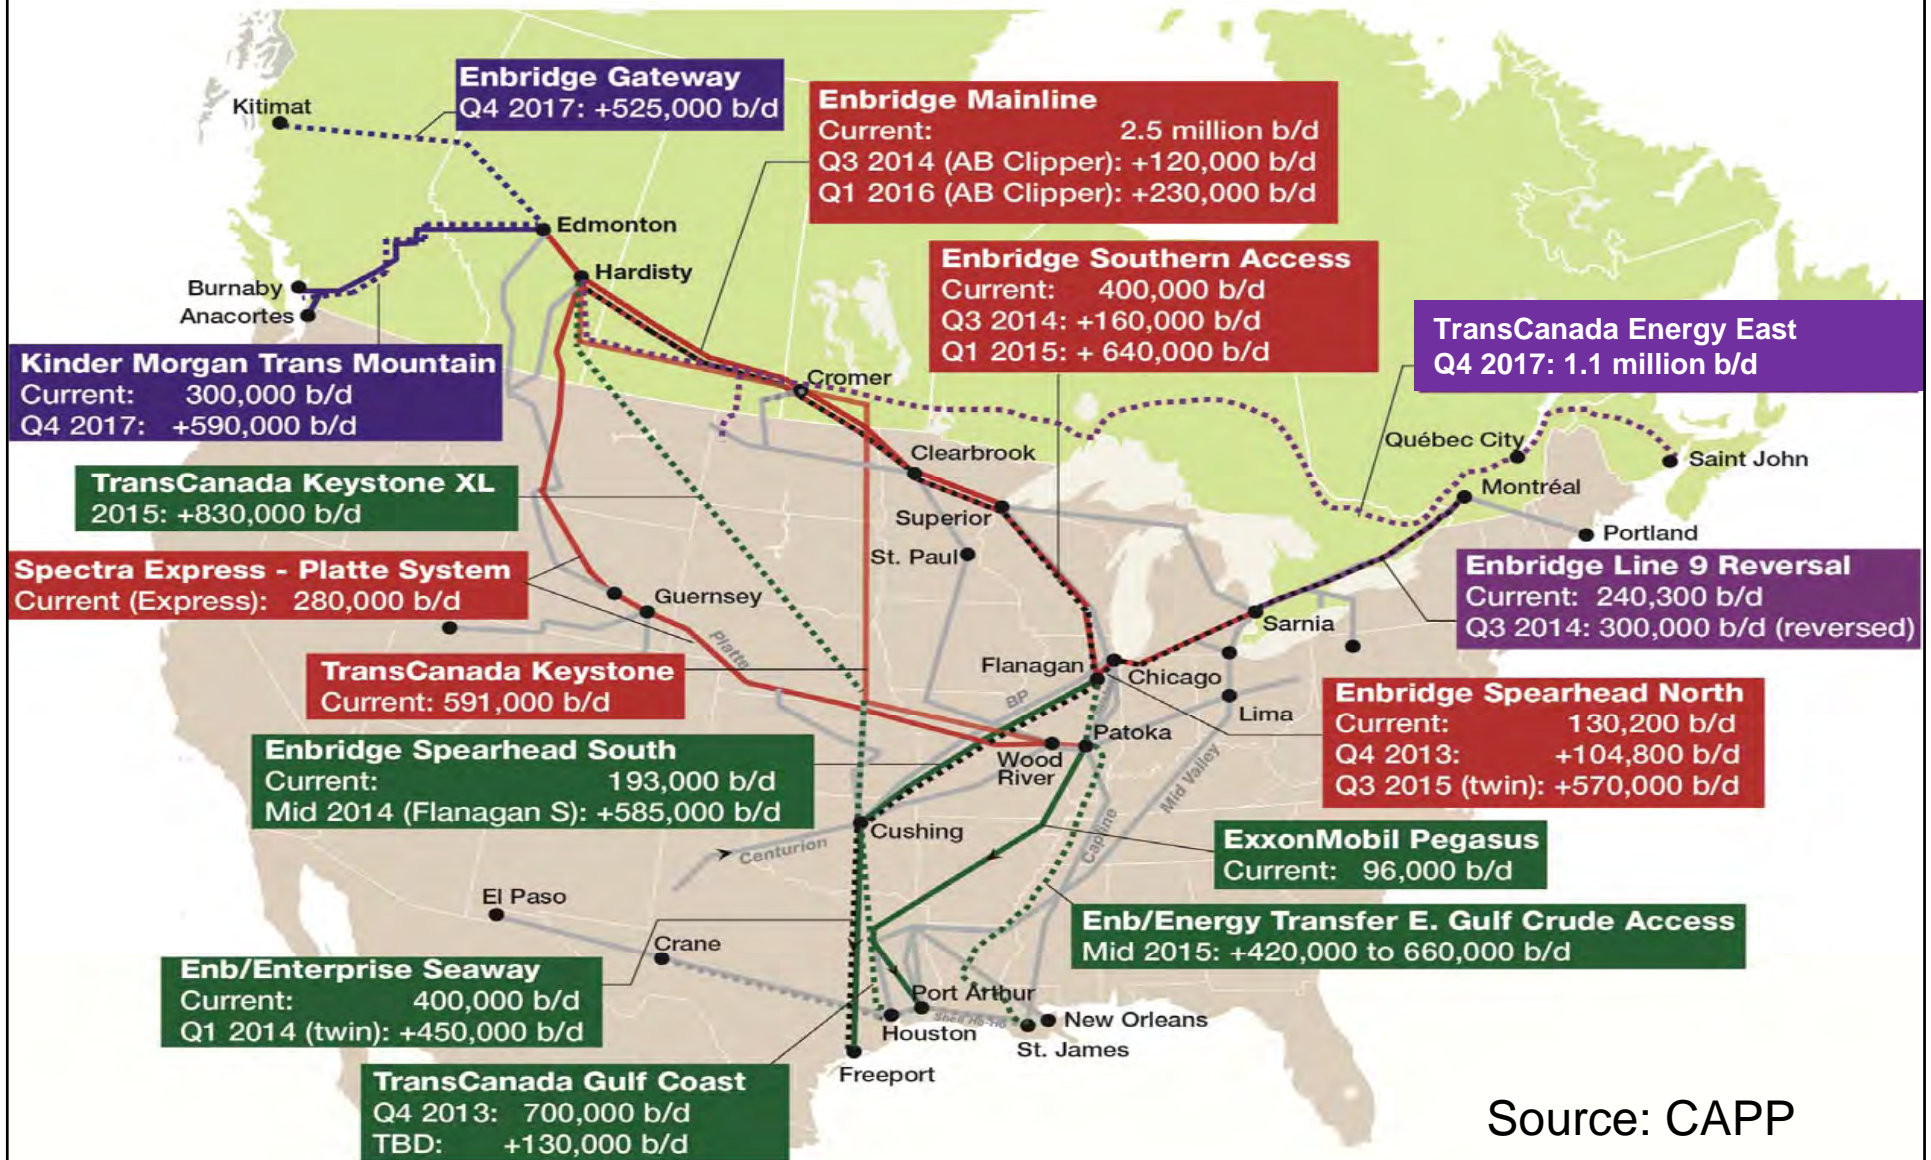 Enbridge Gateway
Q4 2017: +525,000 b/d
Kitimat
Enbridge Mainline
Current: 2.5 million b/d
Q3 2014 (AB Clipper): +120,000 b/d
Q1 2016 (AB Clipper): +230,000 b/d
Edmonton
Hardisty
Enbridge Southern Access
Current: 400,000 b/d
Q3 2014: +160,000 b/d
Q1 2015: + 640,000 b/d
Burnaby
Anacortes
TransCanada Energy East
Q4 2017: 1.1 million b/d
Kinder Morgan Trans Mountain
Current: 300,000 b/d
Q4 2017: +590,000 b/d
Cromer
Clearbrook
Québec City
Saint John
TransCanada Keystone XL
2015: +830,000 b/d
Superior
Montréal
St. Paul
Portland
Spectra Express - Platte System
Current (Express): 280,000 b/d
Enbridge Line 9 Reversal
Current: 240,300 b/d
Q3 2014: 300,000 b/d (reversed)
Guernsey
Sarnia
Platte
TransCanada Keystone
Current: 591,000 b/d
Flanagan
Chicago
BP
Lima
Enbridge Spearhead North
Current: 130,200 b/d
Q4 2013: +104,800 b/d
Q3 2015 (twin): +570,000 b/d
Enbridge Spearhead South
Current: 193,000 b/d
Mid 2014 (Flanagan S): +585,000 b/d
Patoka
Wood
River
Mid Valley
Cushing
Centurion
Capline
ExxonMobil Pegasus
Current: 96,000 b/d
El Paso
Crane
Enb/Energy Transfer E. Gulf Crude Access
Mid 2015: +420,000 to 660,000 b/d
Enb/Enterprise Seaway
Current: 400,000 b/d
Q1 2014 (twin): +450,000 b/d
Port Arthur
Houston
Shell Ho-Ho
New Orleans
St. James
Freeport
TransCanada Gulf Coast
Q4 2013: 700,000 b/d
TBD: +130,000 b/d
Source: CAPP